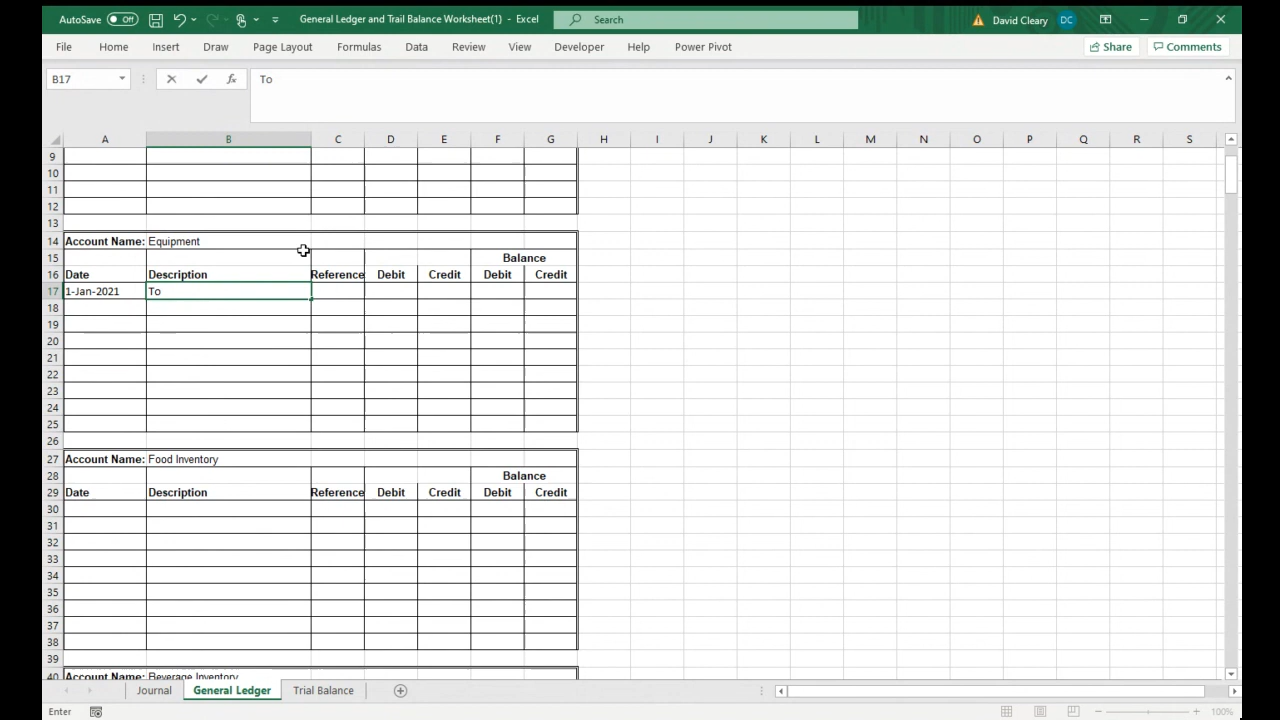 AutoSave Off General Ledger and Trail Balance Worksheet(1) - Excel Search David Cleary DC
File Home Insert Draw Page Layout Formulas Data Review View Developer Help Power Pivot Share Comments
B17 fx To
A B C D E F G H I J K L M N O P Q R S
9
10
11
12
13
14 Account Name: Equipment
15 Balance
16 Date Description Reference Debit Credit Debit Credit
17 1-Jan-2021 To
18
19
20
21
22
23
24
25
26
27 Account Name: Food Inventory
28 Balance
29 Date Description Reference Debit Credit Debit Credit
30
31
32
33
34
35
36
37
38
39
40 Account Name: Beverage Inventory
Journal General Ledger Trial Balance
Enter 100%